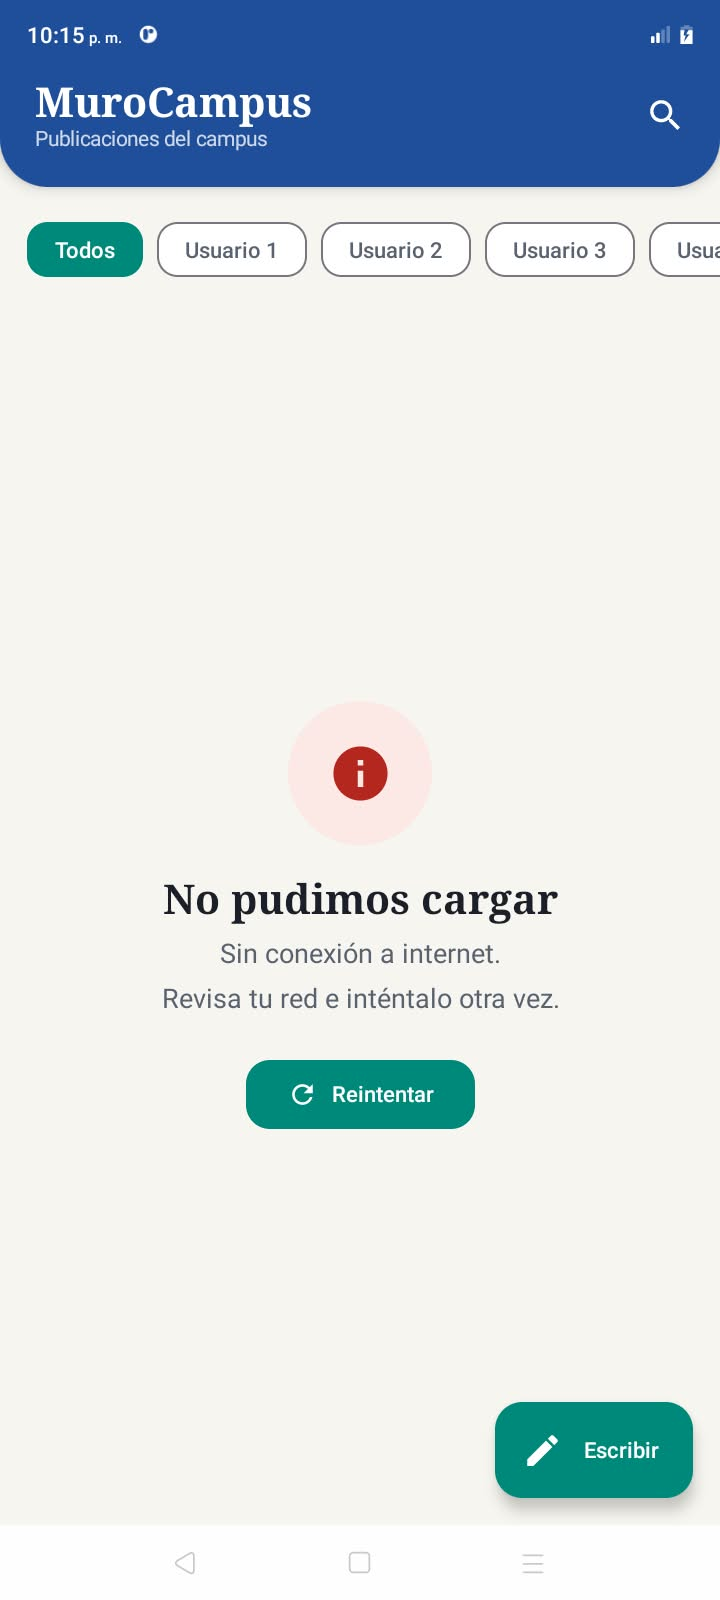 10:15 p. m.
MuroCampus
Publicaciones del campus
Todos
Usuario 1
Usuario 2
Usuario 3
Usua
No pudimos cargar
Sin conexión a internet.
Revisa tu red e inténtalo otra vez.
Reintentar
Escribir